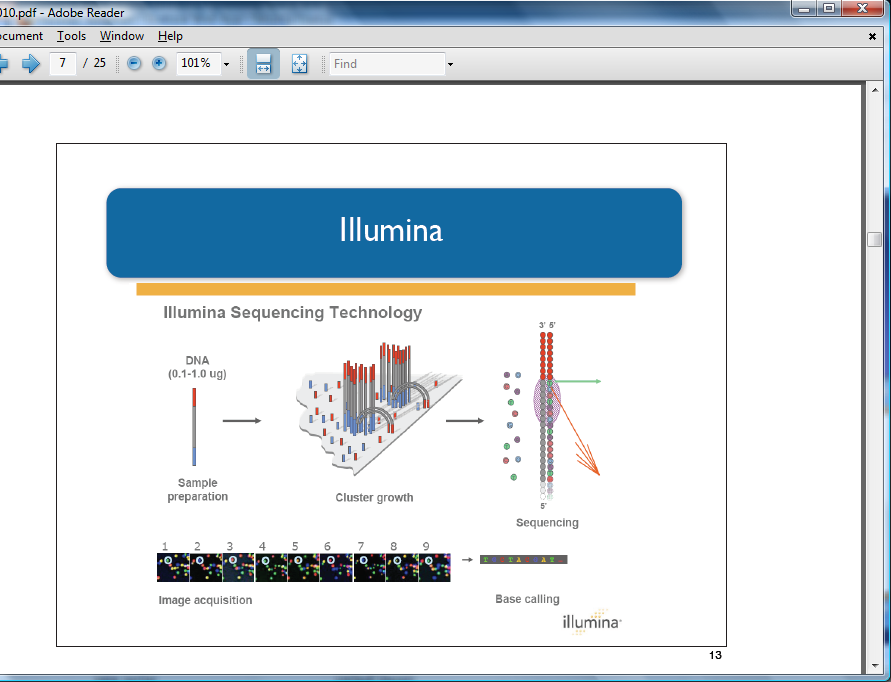 010.pdf - Adobe Reader
ocument Tools Window Help
7 / 25 101% Find
Illumina
Illumina Sequencing Technology
DNA
(0.1-1.0 ug)
3' 5'
Sample
preparation
Cluster growth
5'
Sequencing
1 2 3 4 5 6 7 8 9
Image acquisition
Base calling
illumina
13